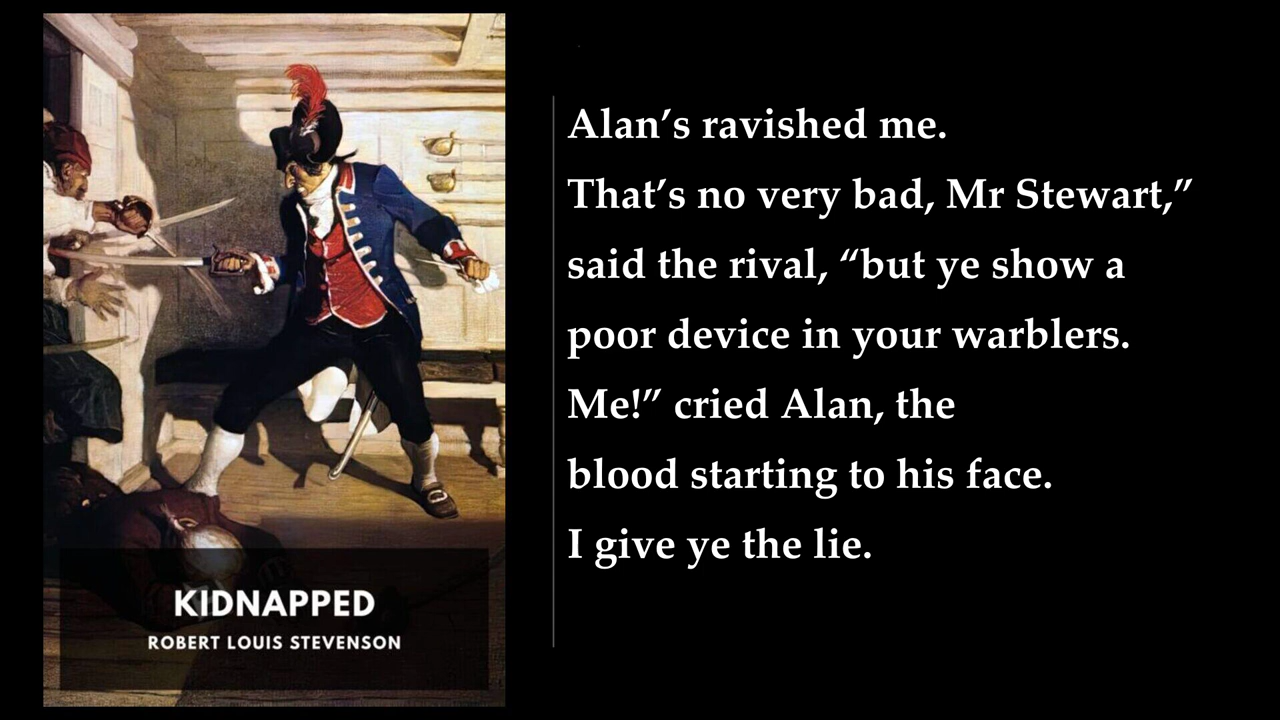 Alan’s ravished me.
That’s no very bad, Mr Stewart,”
said the rival, “but ye show a
poor device in your warblers.
Me!” cried Alan, the
blood starting to his face.
I give ye the lie.
KIDNAPPED
ROBERT LOUIS STEVENSON